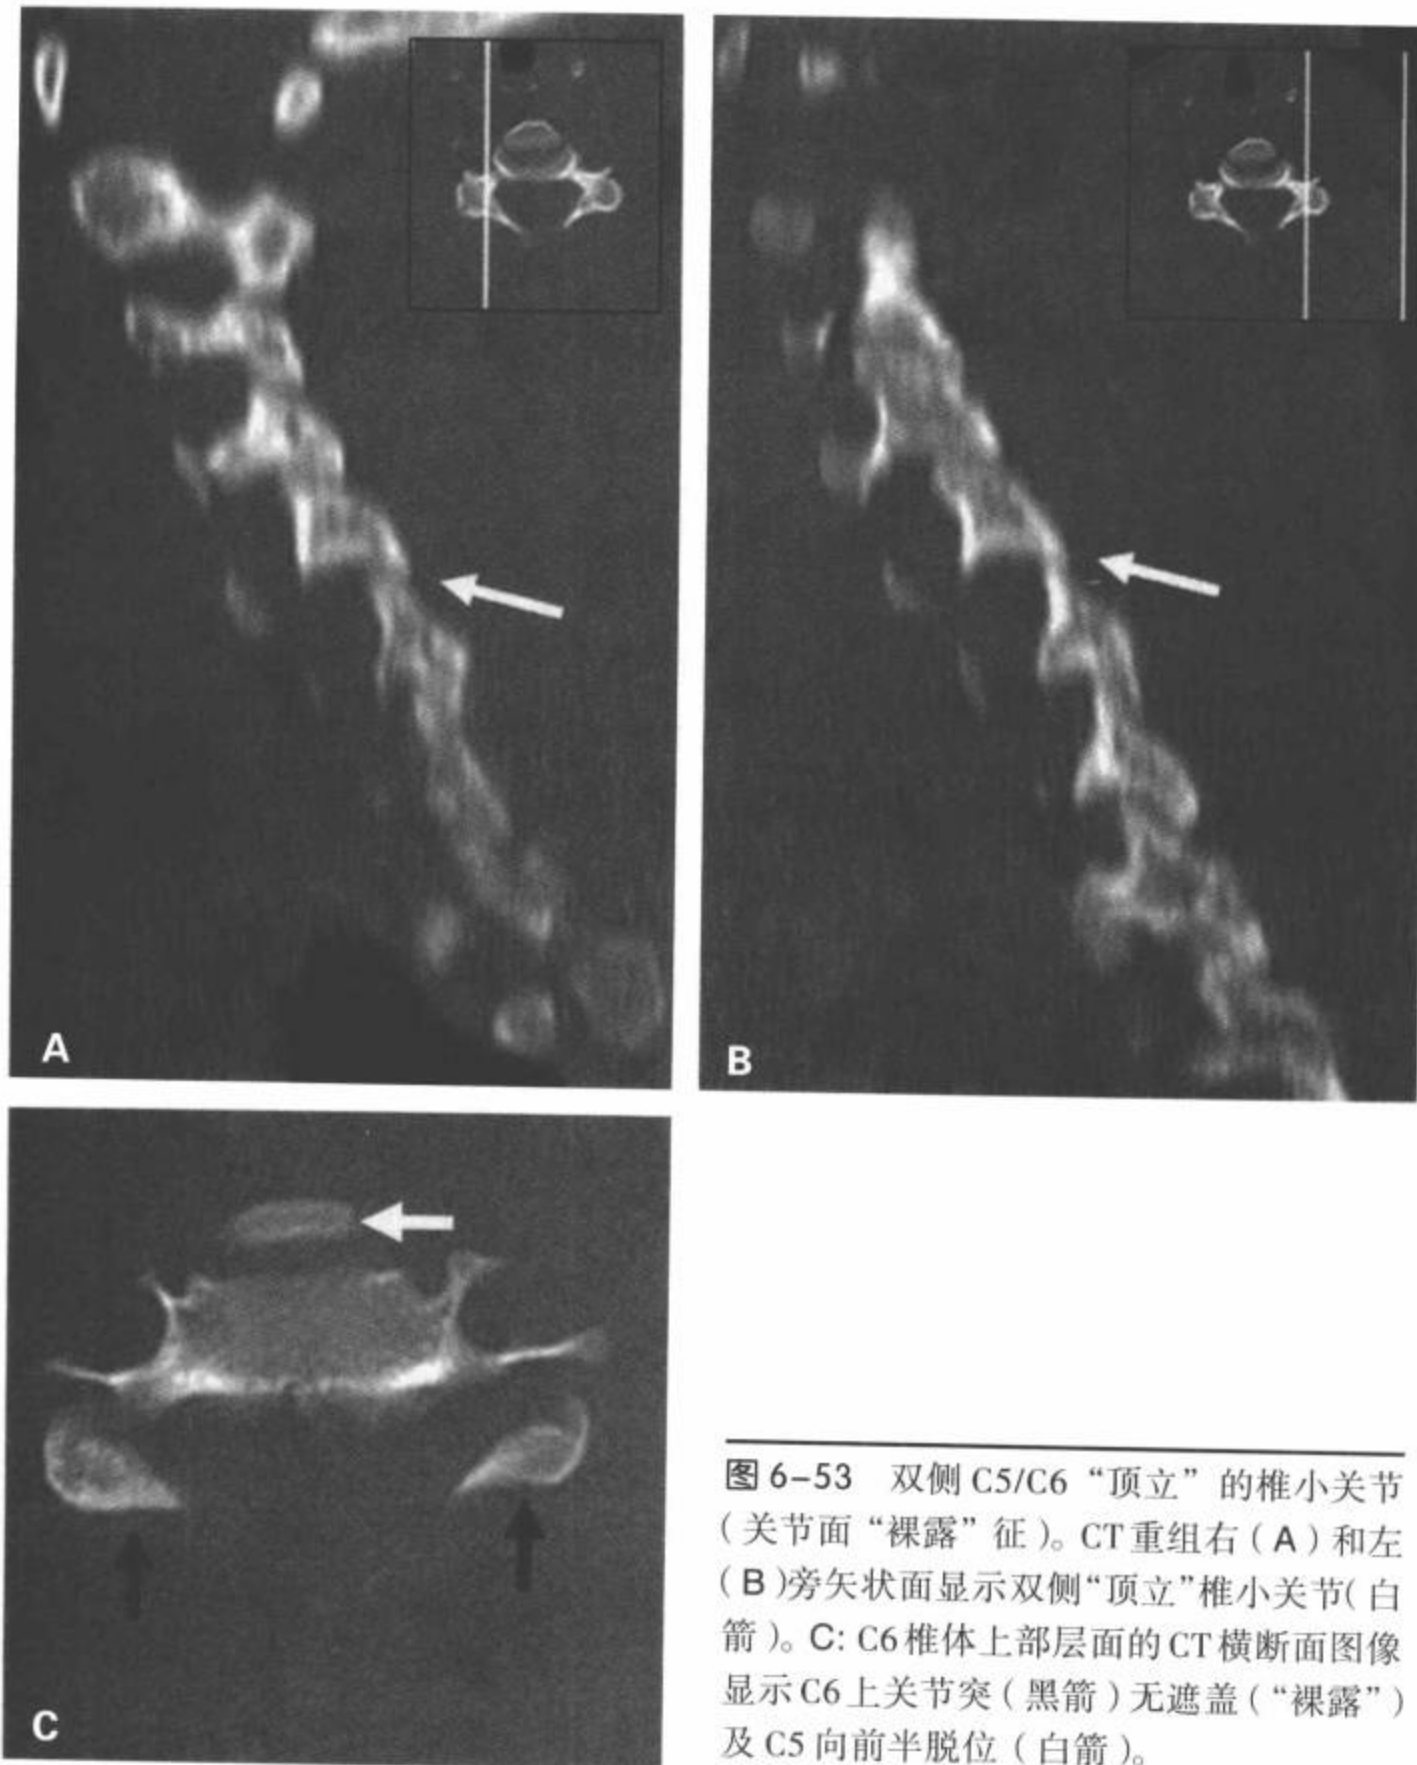 A
B
C
图 6-53 双侧 C5/C6 “顶立” 的椎小关节
(关节面 “裸露” 征)。CT 重组右 ( A ) 和左
( B )旁矢状面显示双侧“顶立”椎小关节( 白
箭 )。C: C6 椎体上部层面的 CT 横断面图像
显示 C6 上关节突 ( 黑箭 ) 无遮盖 (“裸露”)
及 C5 向前半脱位 ( 白箭 )。